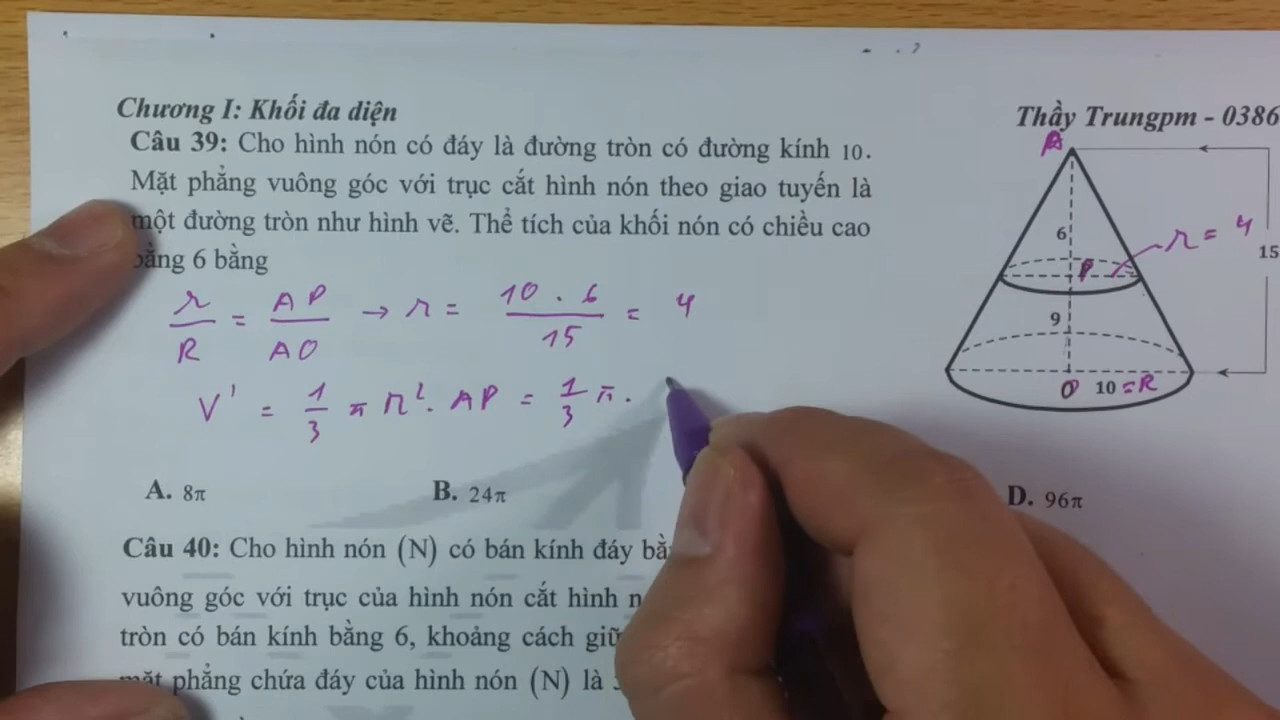 Chương I: Khối đa diện
Thầy Trungpm - 0386
Câu 39: Cho hình nón có đáy là đường tròn có đường kính 10.
Mặt phẳng vuông góc với trục cắt hình nón theo giao tuyến là
một đường tròn như hình vẽ. Thể tích của khối nón có chiều cao
bằng 6 bằng
r/R = AP/AO → r = 10 . 6/15 = 4
V' = 1/3 π r². AP = 1/3 π.
A
6
P
r = 4
15
9
O 10 = R
A. 8π
B. 24π
D. 96π
Câu 40: Cho hình nón (N) có bán kính đáy
vuông góc với trục của hình nón cắt hình
tròn có bán kính bằng 6, khoảng cách
mặt phẳng chứa đáy của hình nón (N) là